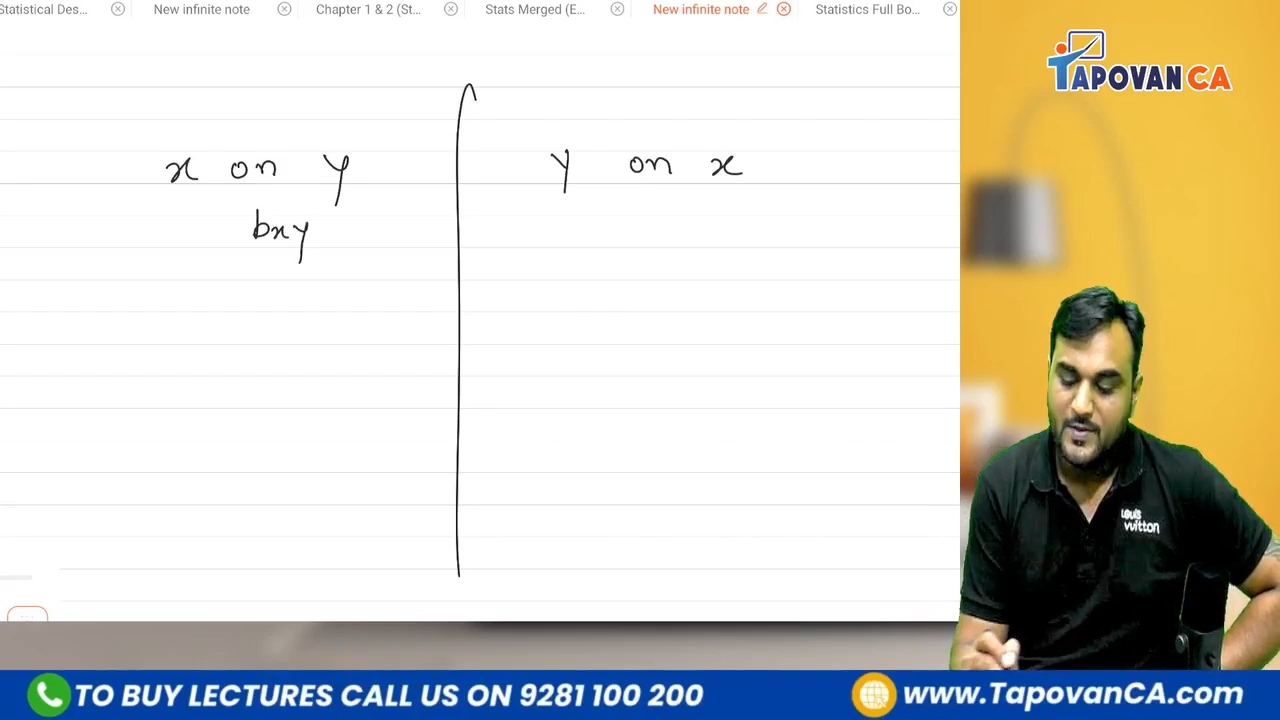 Statistical Des...
New infinite note
Chapter 1 & 2 (St...
Stats Merged (E...
New infinite note
Statistics Full Bo...
TAPOVAN CA
x on y
y on x
bxy
Louis
vuitton
TO BUY LECTURES CALL US ON 9281 100 200
www.TapovanCA.com